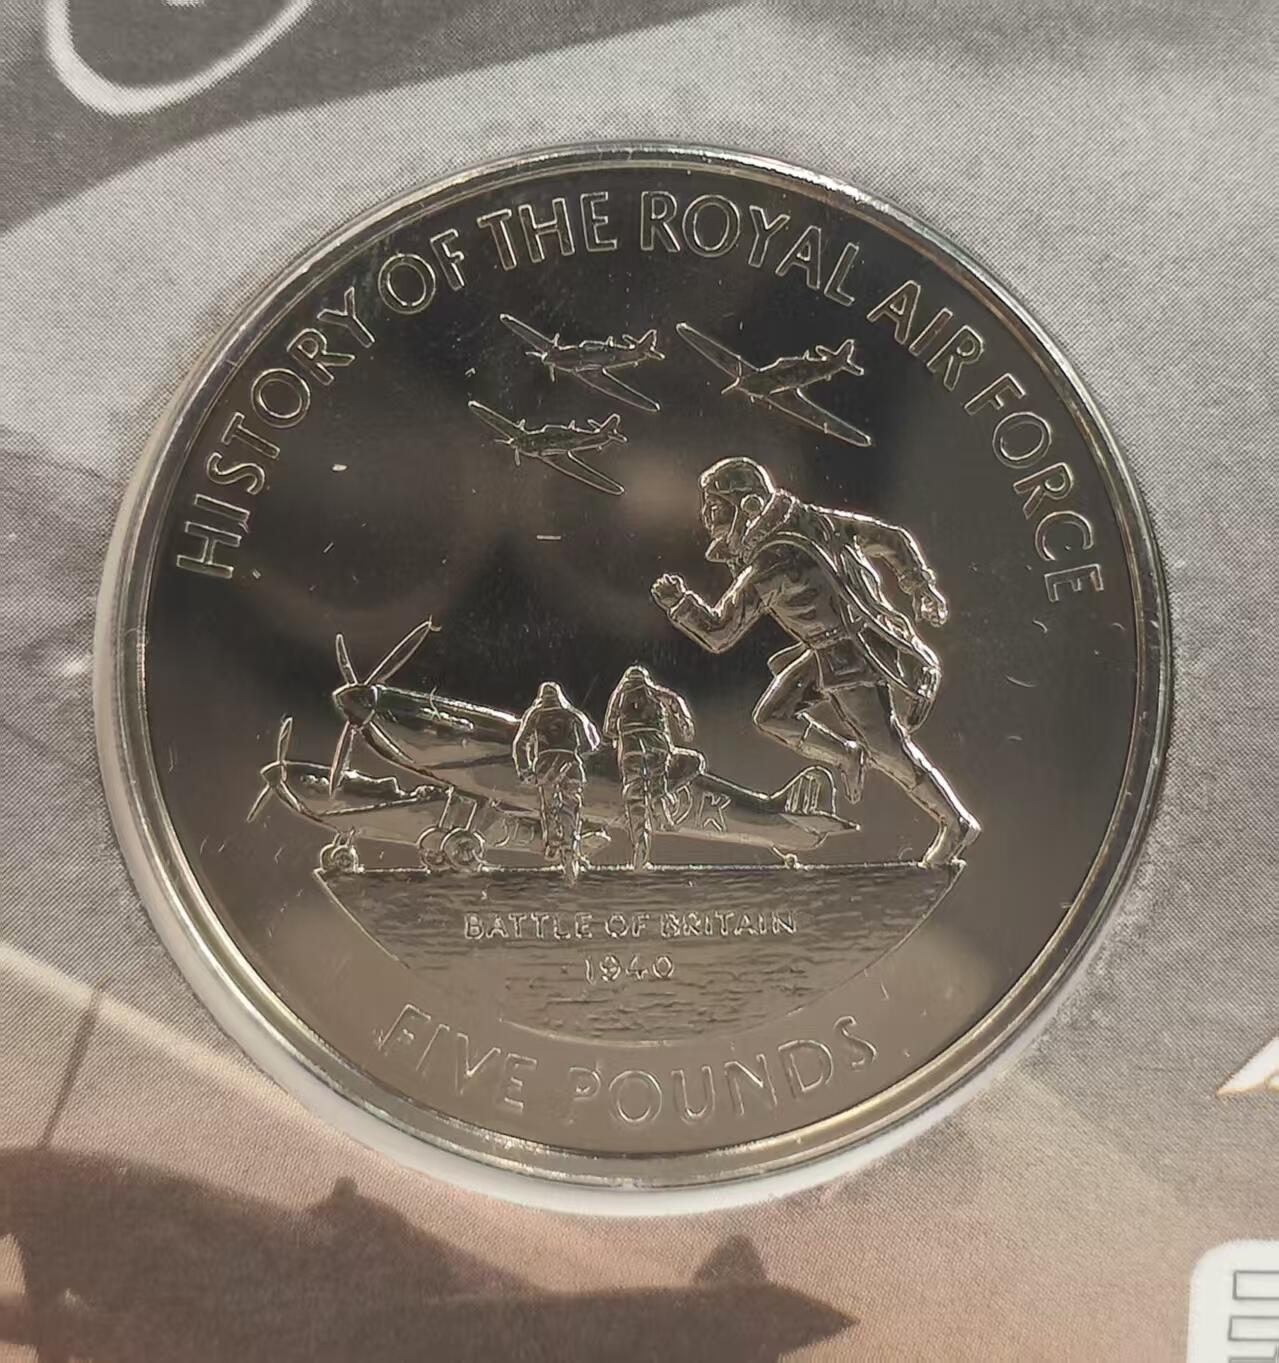 HISTORY OF THE ROYAL AIR FORCE
BATTLE OF BRITAIN
1940
FIVE POUNDS